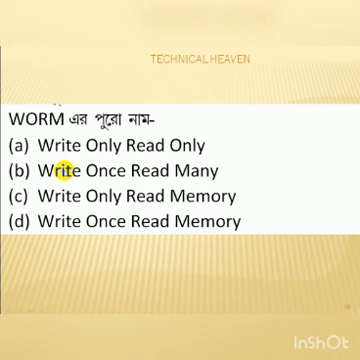 TECHNICAL HEAVEN
WORM এর পুরো নাম-
(a) Write Only Read Only
(b) Write Once Read Many
(c) Write Only Read Memory
(d) Write Once Read Memory
InShOt